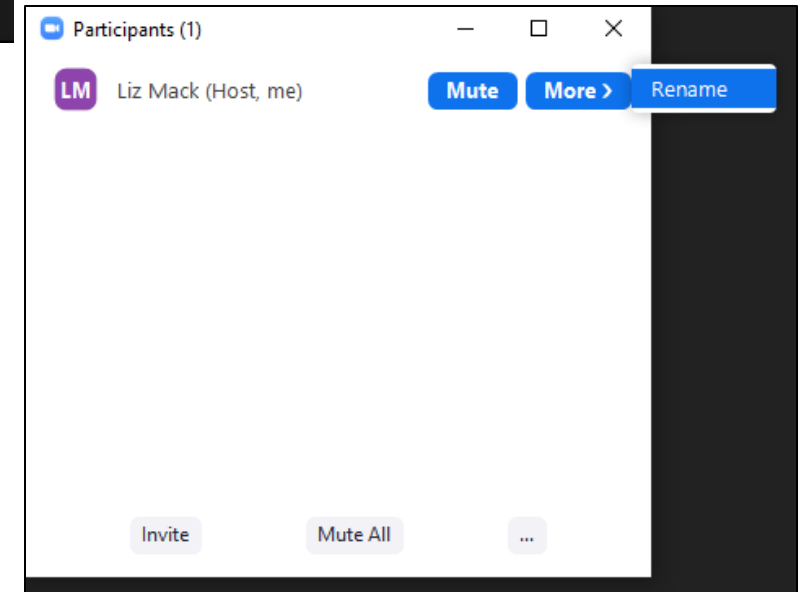 Participants (1)
LM Liz Mack (Host, me) Mute More > Rename
Invite Mute All ...